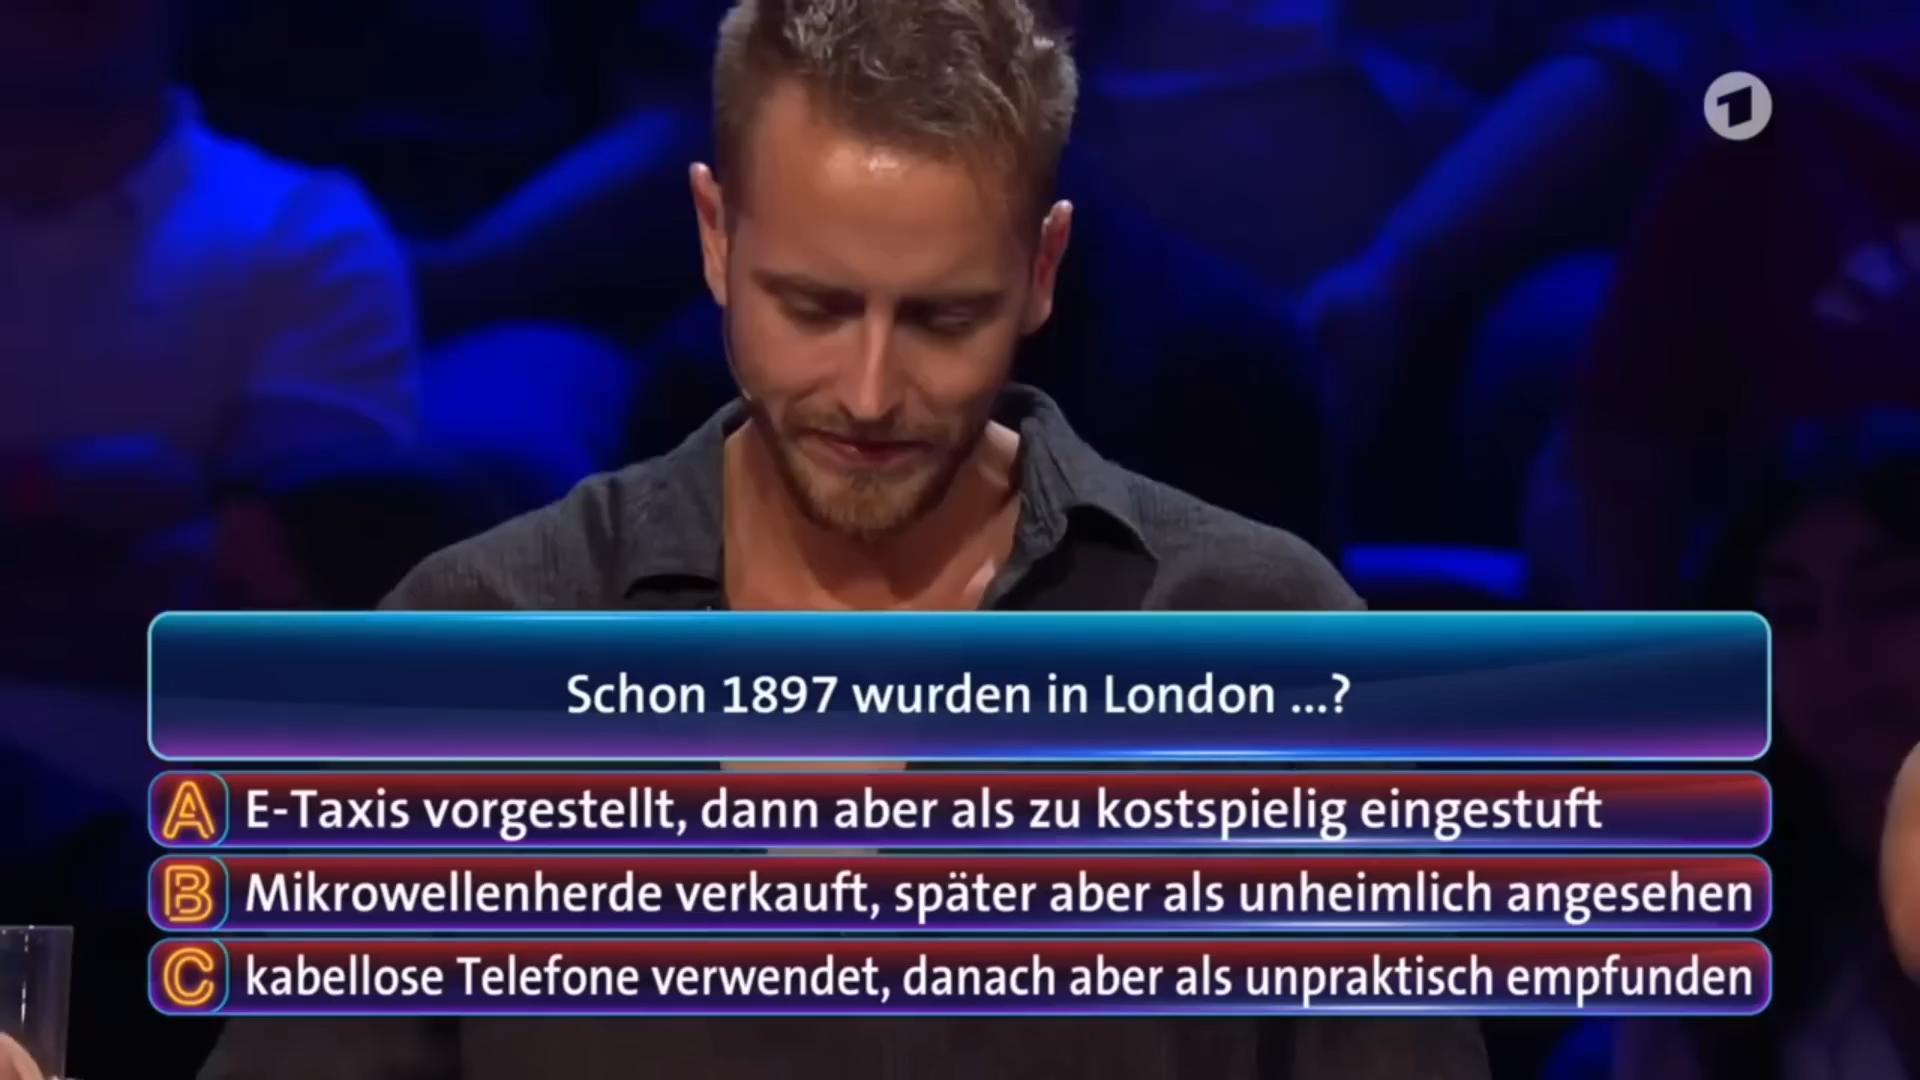 Schon 1897 wurden in London ...?
A E-Taxis vorgestellt, dann aber als zu kostspielig eingestuft
B Mikrowellenherde verkauft, später aber als unheimlich angesehen
C kabellose Telefone verwendet, danach aber als unpraktisch empfunden